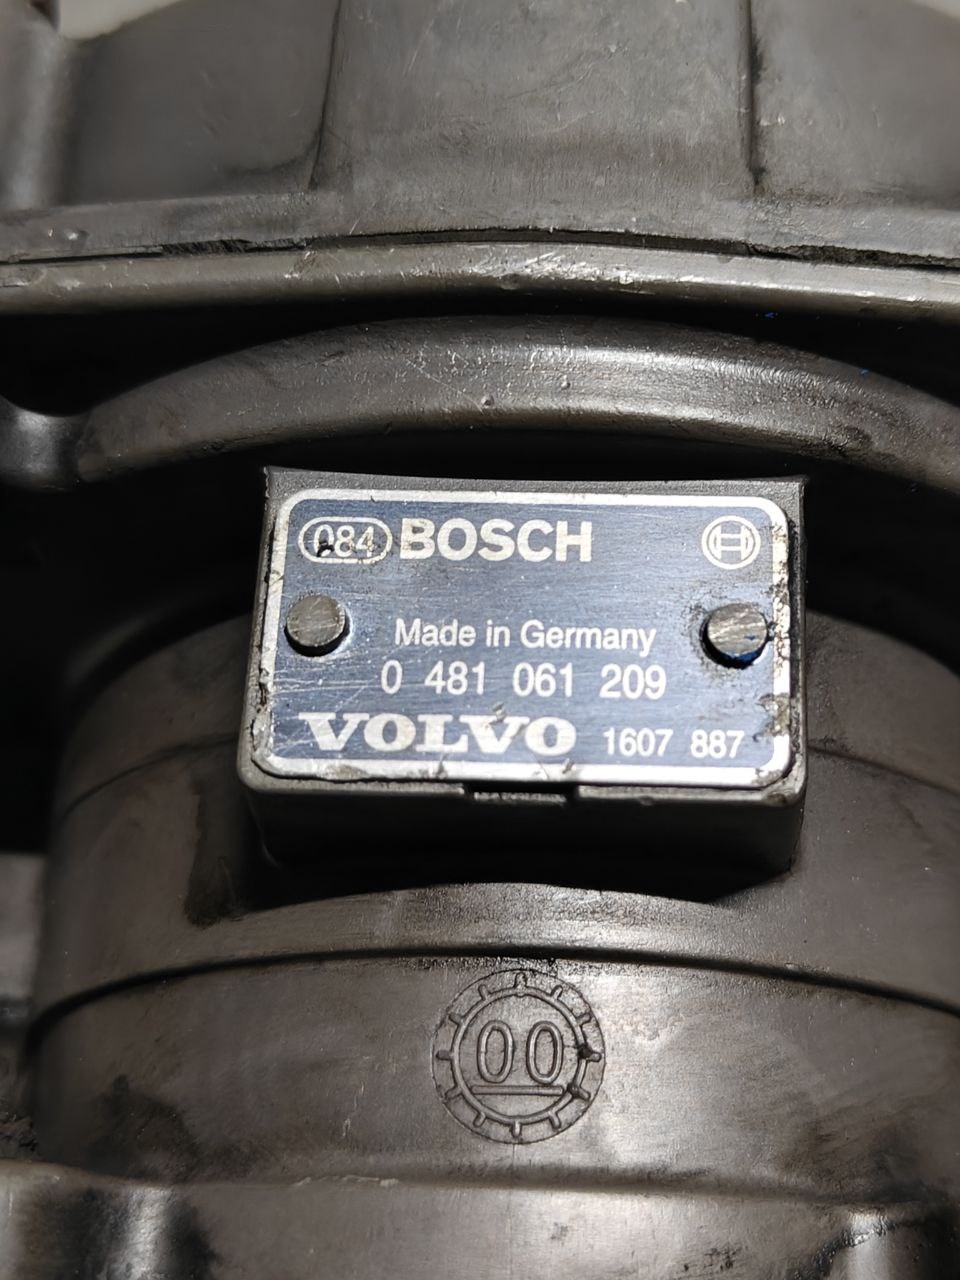 084 BOSCH
Made in Germany
0 481 061 209
VOLVO 1607 887
00